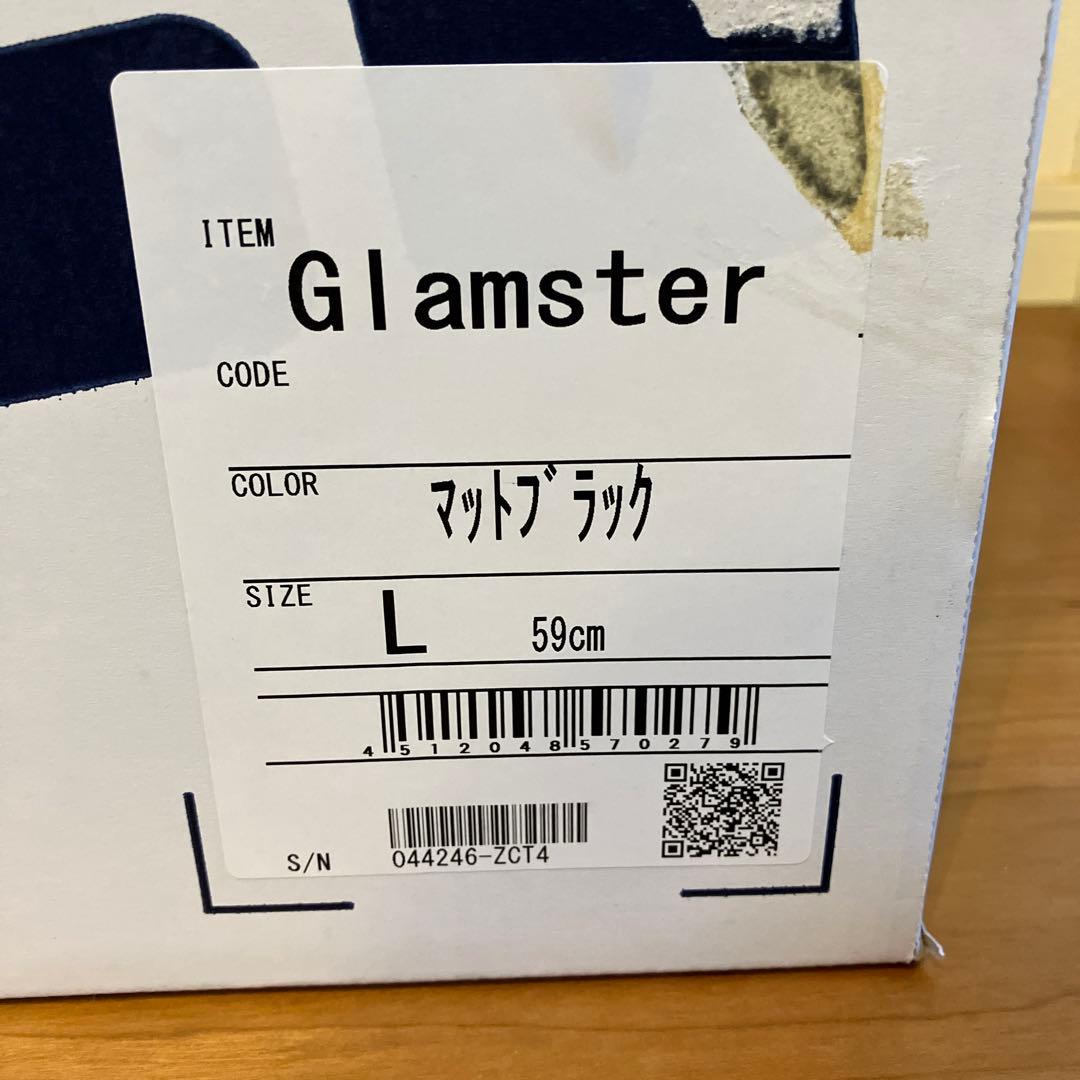 ITEM
Glamster
CODE
COLOR ﾏｯﾄﾌﾞﾗｯｸ
SIZE L 59cm
4512048570279
S/N 044246-ZCT4